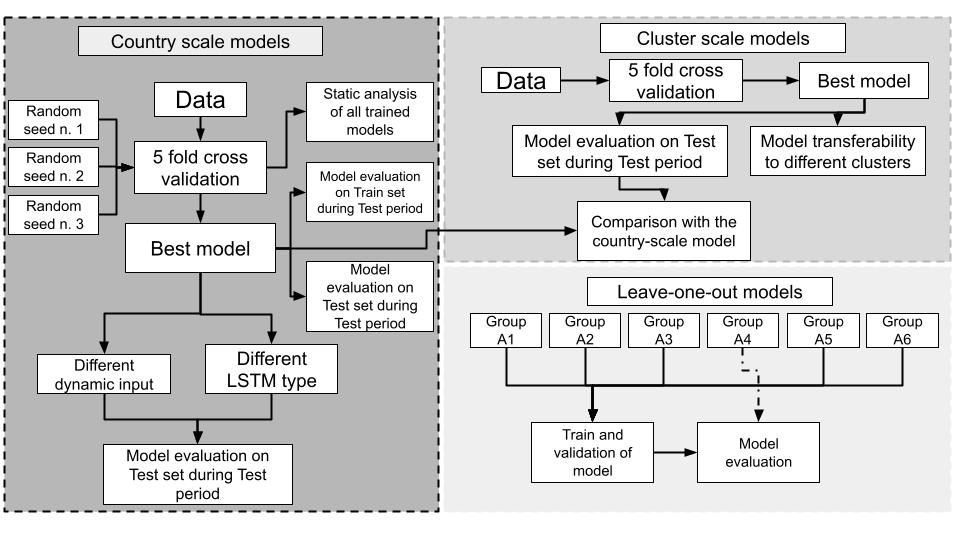 Country scale models
Data
Random
seed n. 1
Random
seed n. 2
Random
seed n. 3
5 fold cross
validation
Static analysis
of all trained
models
Model evaluation
on Train set
during Test period
Best model
Model
evaluation on
Test set during
Test period
Different
dynamic input
Different
LSTM type
Model evaluation on
Test set during Test
period
Cluster scale models
Data
5 fold cross
validation
Best model
Model evaluation on Test
set during Test period
Model transferability
to different clusters
Comparison with the
country-scale model
Leave-one-out models
Group
A1
Group
A2
Group
A3
Group
A4
Group
A5
Group
A6
Train and
validation of
model
Model
evaluation